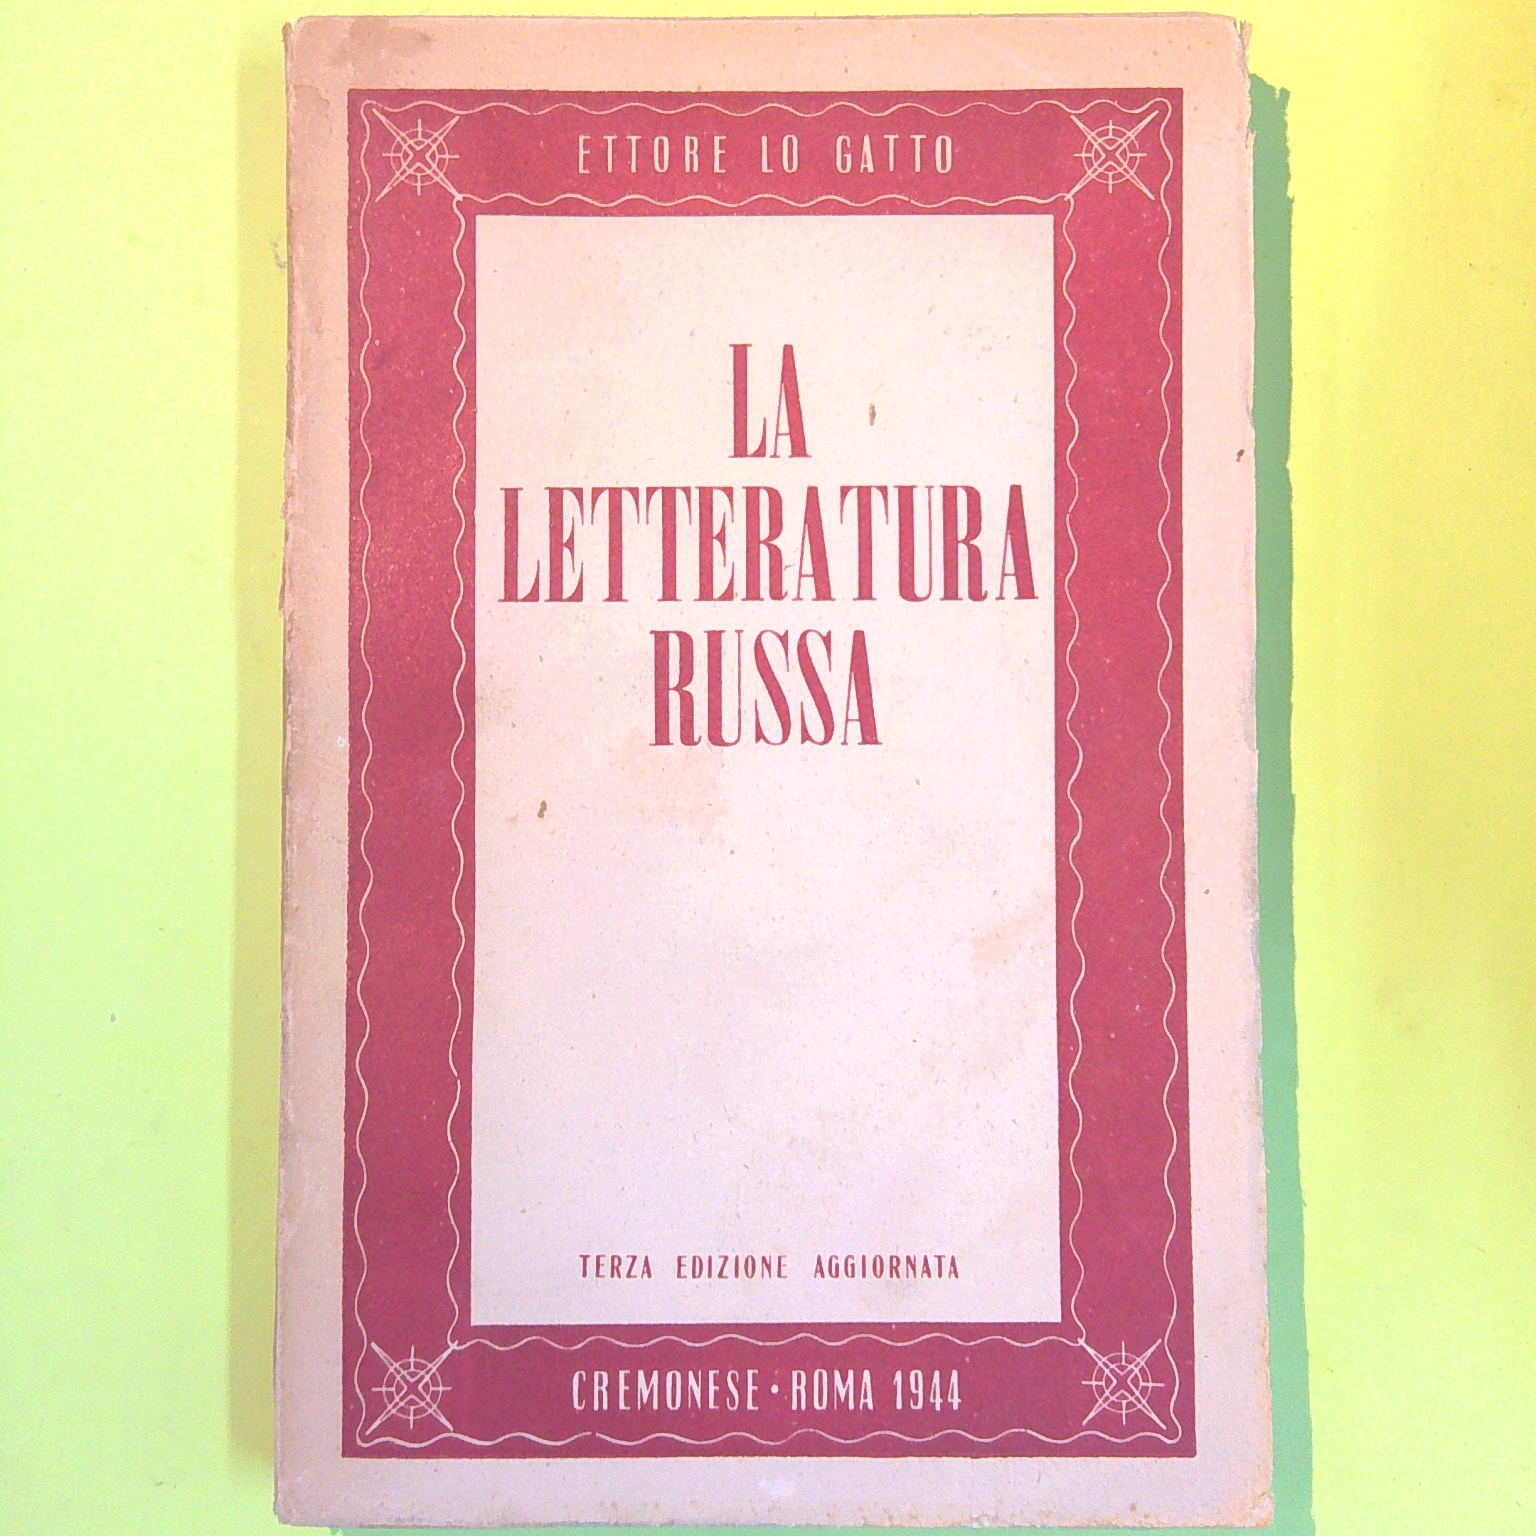 ETTORE LO GATTO
LA
LETTERATURA
RUSSA
TERZA EDIZIONE AGGIORNATA
CREMONESE • ROMA 1944